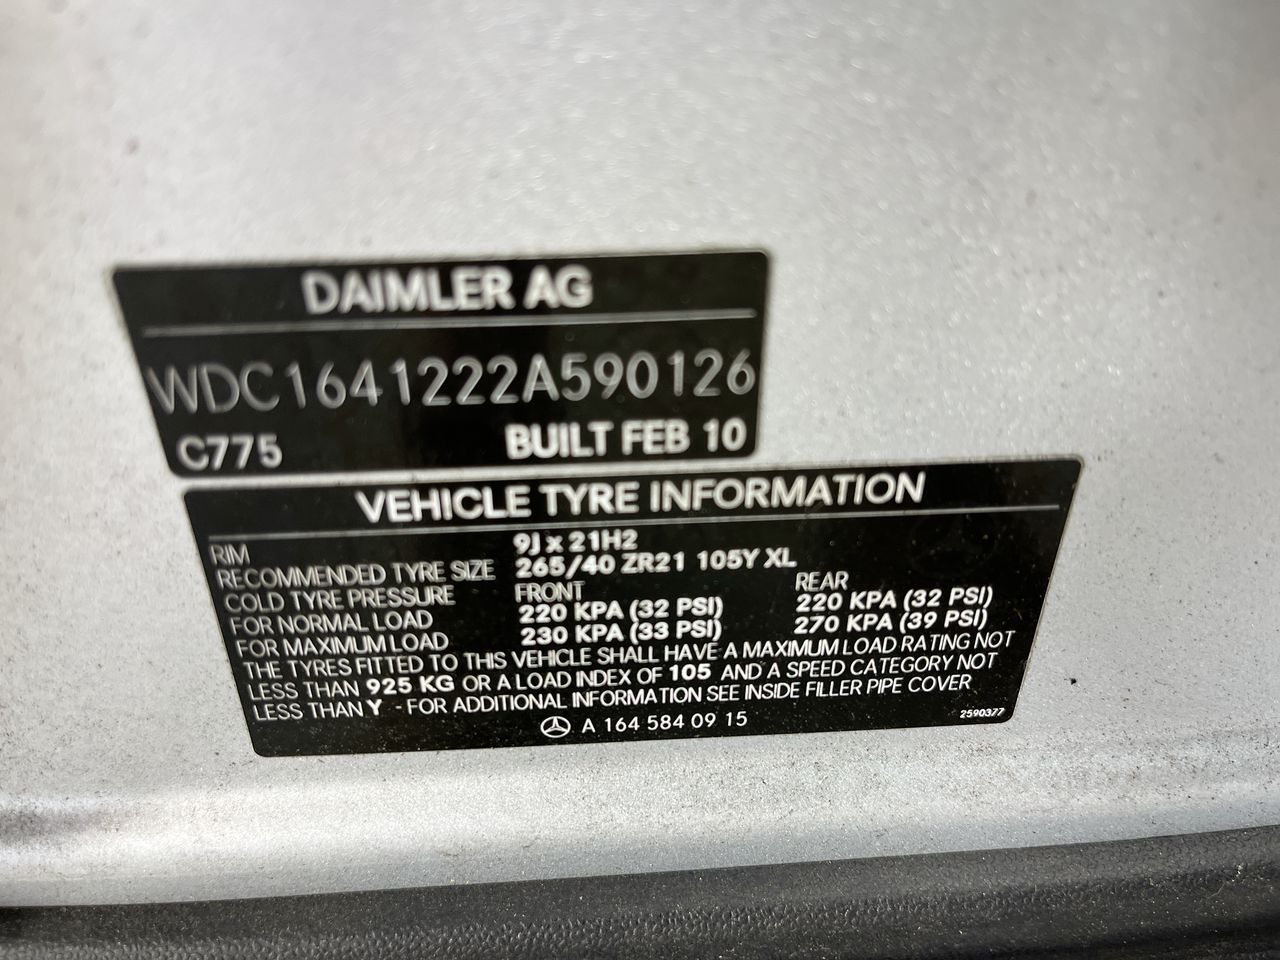 DAIMLER AG
WDC1641222A590126
C775 BUILT FEB 10
VEHICLE TYRE INFORMATION
RIM 9J x 21H2
RECOMMENDED TYRE SIZE 265/40 ZR21 105Y XL
COLD TYRE PRESSURE FRONT REAR
FOR NORMAL LOAD 220 KPA (32 PSI) 220 KPA (32 PSI)
FOR MAXIMUM LOAD 230 KPA (33 PSI) 270 KPA (39 PSI)
THE TYRES FITTED TO THIS VEHICLE SHALL HAVE A MAXIMUM LOAD RATING NOT
LESS THAN 925 KG OR A LOAD INDEX OF 105 AND A SPEED CATEGORY NOT
LESS THAN Y - FOR ADDITIONAL INFORMATION SEE INSIDE FILLER PIPE COVER
A 164 584 09 15 2590377